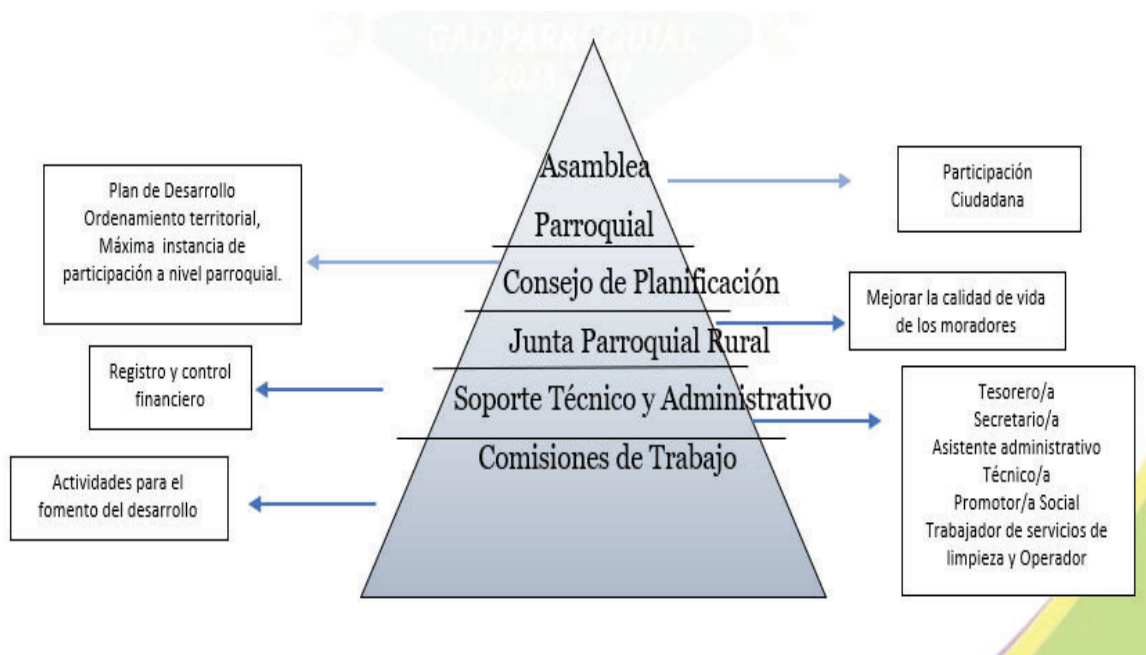 GAD PARROQUIAL
Asamblea
Parroquial
Consejo de Planificación
Junta Parroquial Rural
Soporte Técnico y Administrativo
Comisiones de Trabajo
Plan de Desarrollo
Ordenamiento territorial,
Máxima instancia de
participación a nivel parroquial.
Registro y control
financiero
Actividades para el
fomento del desarrollo
Participación
Ciudadana
Mejorar la calidad de vida
de los moradores
Tesorero/a
Secretario/a
Asistente administrativo
Técnico/a
Promotor/a Social
Trabajador de servicios de
limpieza y Operador